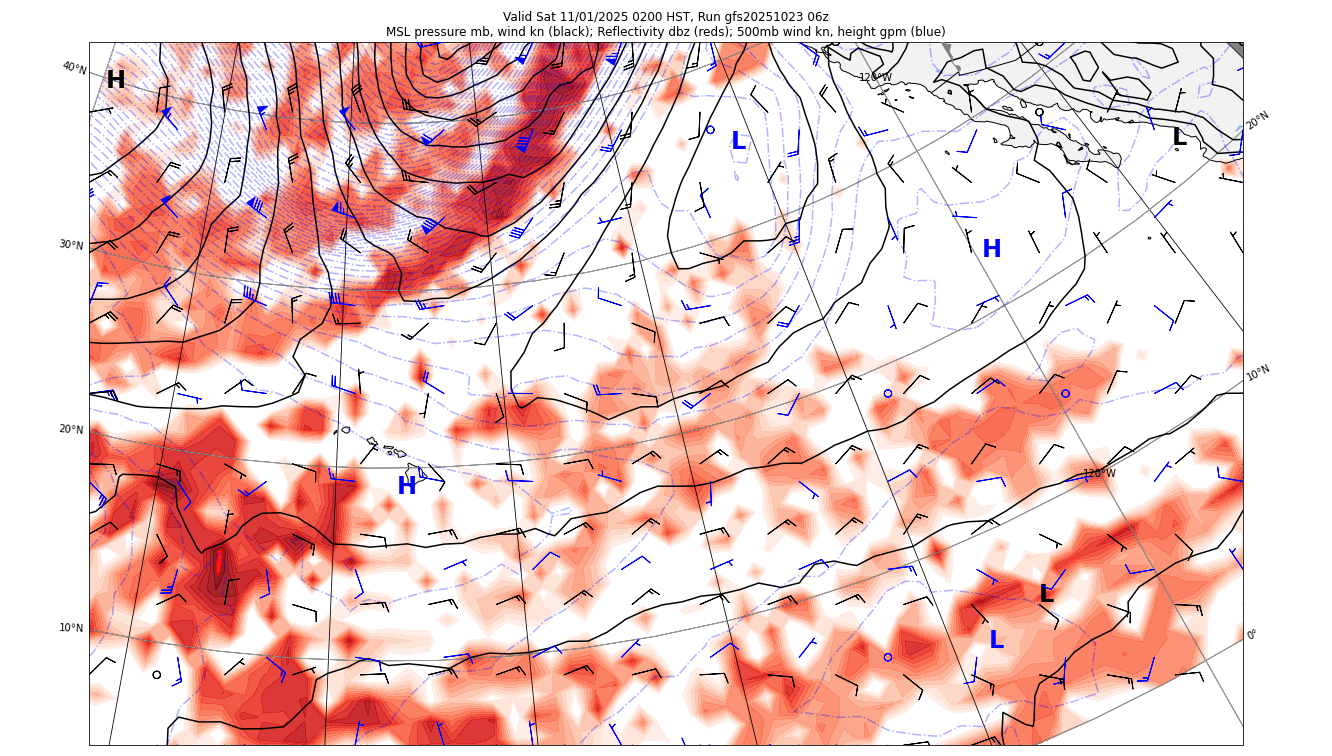 Valid Sat 11/01/2025 0200 HST, Run gfs20251023 06z
MSL pressure mb, wind kn (black); Reflectivity dbz (reds); 500mb wind kn, height gpm (blue)
40°N
H
120°W
L
L
20°N
30°N
H
10°N
20°N
120°W
H
L
10°N
L
0°